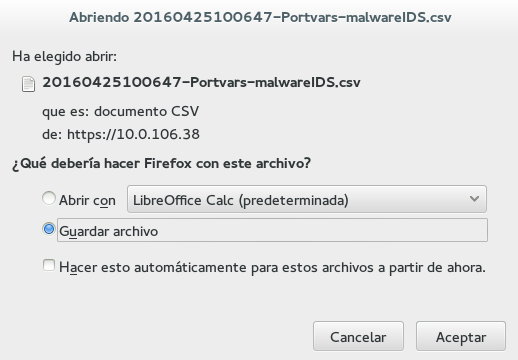 Abriendo 20160425100647-Portvars-malwareIDS.csv
Ha elegido abrir:
20160425100647-Portvars-malwareIDS.csv
que es: documento CSV
de: https://10.0.106.38
¿Qué debería hacer Firefox con este archivo?
Abrir con LibreOffice Calc (predeterminada)
Guardar archivo
Hacer esto automáticamente para estos archivos a partir de ahora.
Cancelar Aceptar